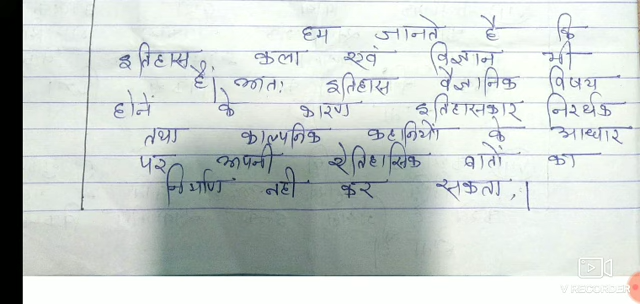 हम जानते है कि
इतिहास कला एवं विज्ञान भी
है। अतः इतिहास वैज्ञानिक विषय
होनें के कारण इतिहासकार निरर्थक
तथा काल्पनिक कहानियों के आधार
पर अपनी ऐतिहासिक बातों का
निर्माण नही कर सकता,।
V RECORDER